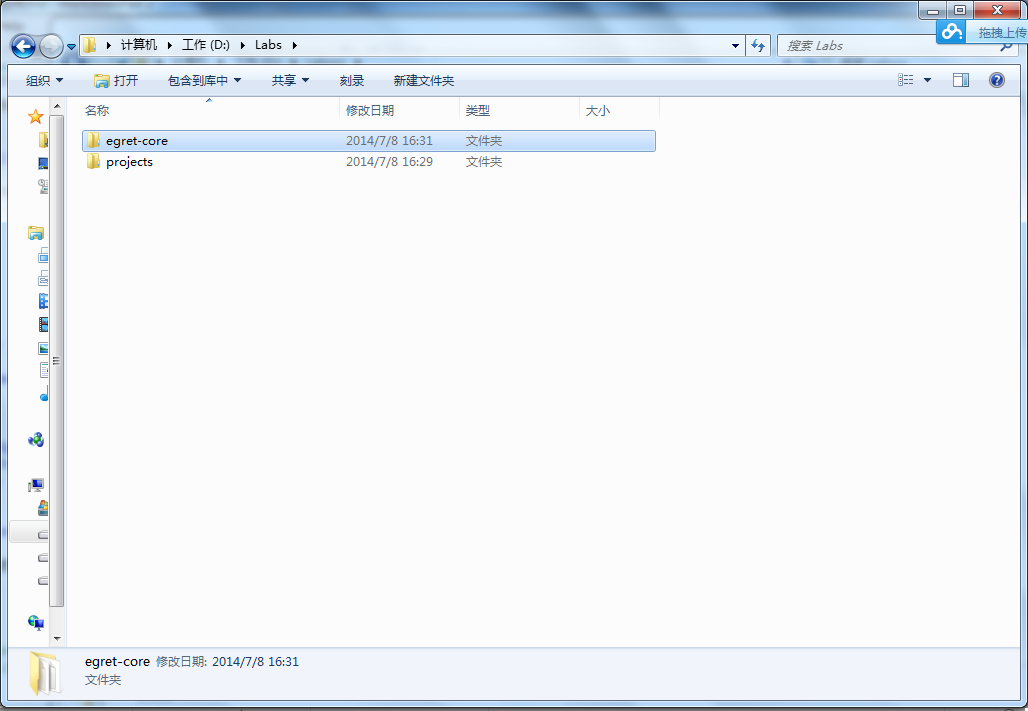 计算机 工作 (D:) Labs
搜索 Labs
拖拽上传
组织 打开 包含到库中 共享 刻录 新建文件夹
名称 修改日期 类型 大小
egret-core 2014/7/8 16:31 文件夹
projects 2014/7/8 16:29 文件夹
egret-core 修改日期: 2014/7/8 16:31
文件夹